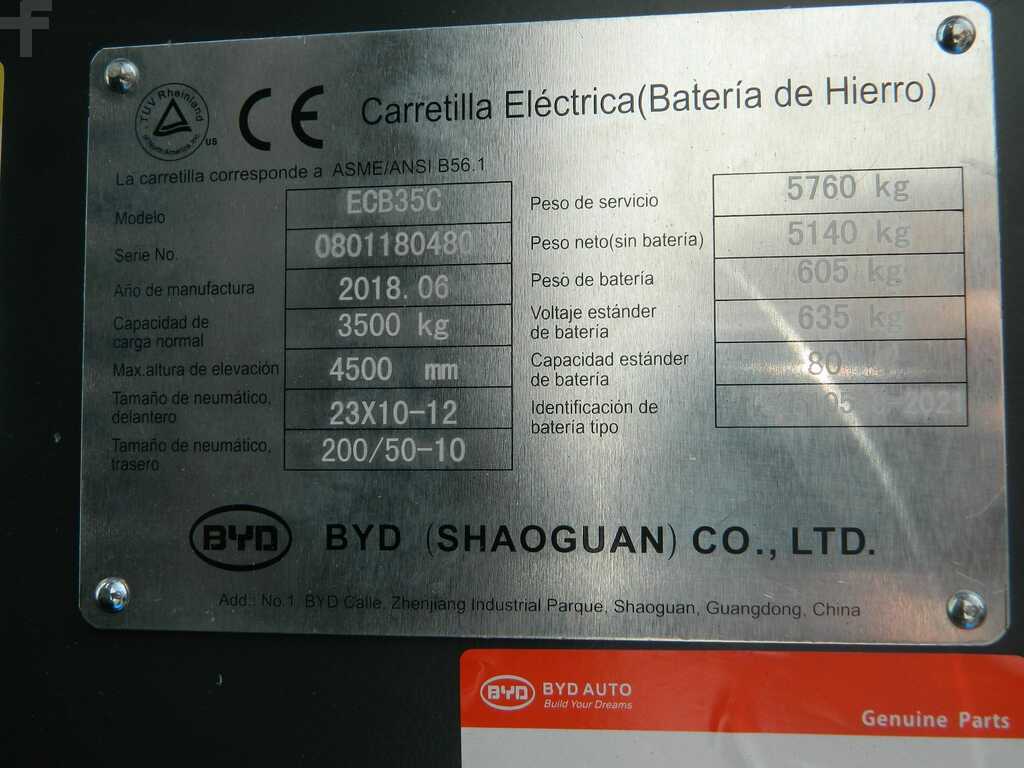 TÜV Rheinland
of North America, Inc.
US
CE Carretilla Eléctrica(Batería de Hierro)
La carretilla corresponde a ASME/ANSI B56.1
Modelo ECB35C
Serie No. 0801180480
Año de manufactura 2018.06
Capacidad de
carga normal 3500 kg
Max.altura de elevación 4500 mm
Tamaño de neumático,
delantero 23X10-12
Tamaño de neumático,
trasero 200/50-10
Peso de servicio 5760 kg
Peso neto(sin batería) 5140 kg
Peso de batería 605 kg
Voltaje estánder
de batería 635 kg
Capacidad estánder
de batería 80
Identificación de
batería tipo
BYD BYD (SHAOGUAN) CO., LTD.
Add.: No.1, BYD Calle, Zhenjiang Industrial Parque, Shaoguan, Guangdong, China
BYD BYD AUTO
Build Your Dreams
Genuine Parts